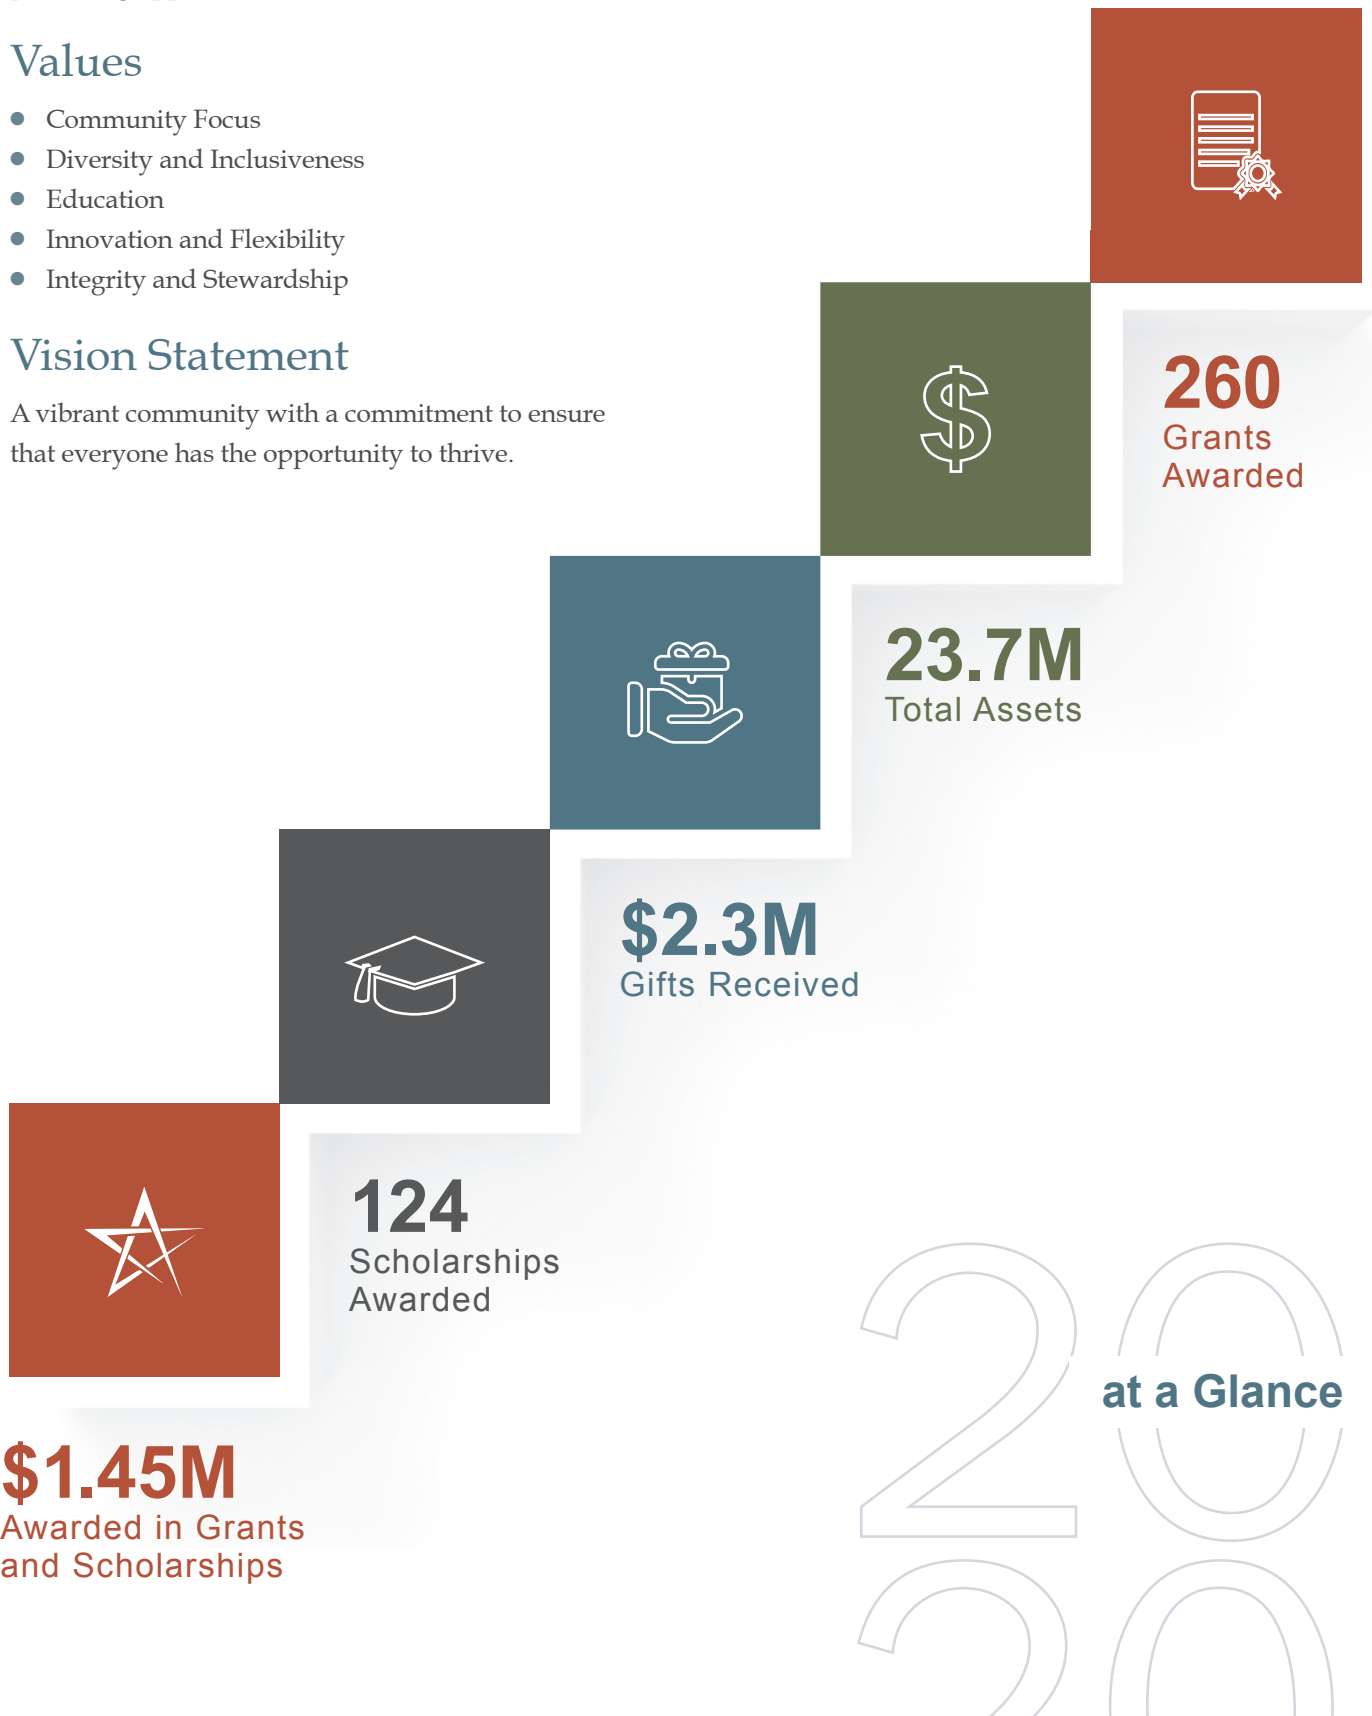 Values
Community Focus
Diversity and Inclusiveness
Education
Innovation and Flexibility
Integrity and Stewardship
Vision Statement
A vibrant community with a commitment to ensure
that everyone has the opportunity to thrive.
260
Grants
Awarded
23.7M
Total Assets
$2.3M
Gifts Received
124
Scholarships
Awarded
$1.45M
Awarded in Grants
and Scholarships
20
at a Glance
20